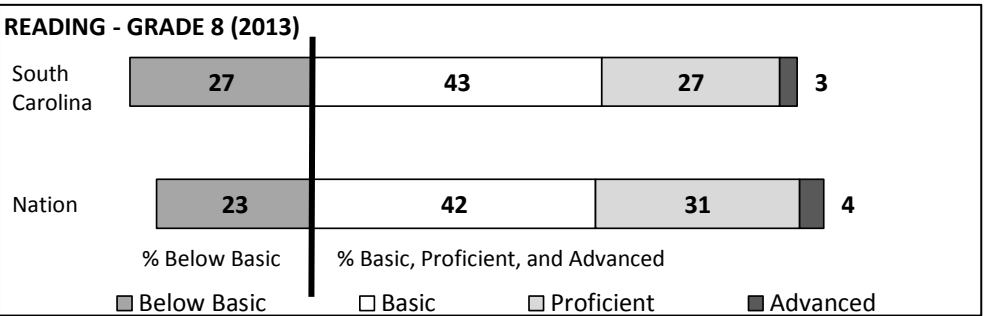 READING - GRADE 8 (2013)
South
Carolina
27 43 27 3
Nation
23 42 31 4
% Below Basic % Basic, Proficient, and Advanced
Below Basic Basic Proficient Advanced